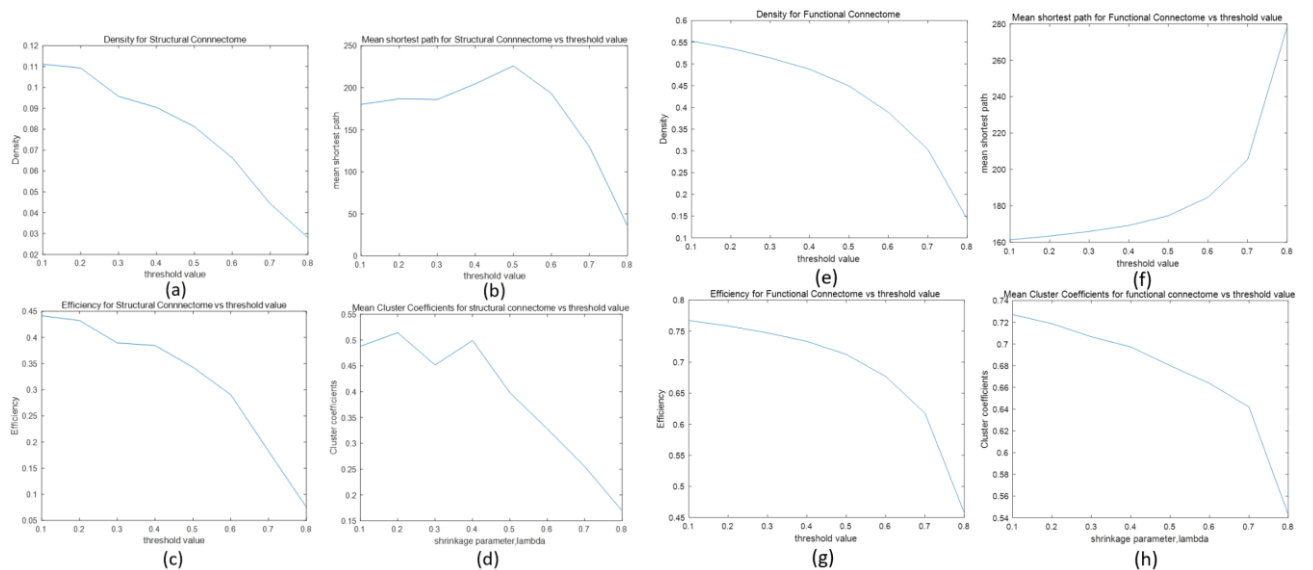 Density for Structural Connnectome
0.12
0.11
0.1
0.09
0.08
0.07
0.06
0.05
0.04
0.03
0.02
Density
0.1 0.2 0.3 0.4 0.5 0.6 0.7 0.8
threshold value
(a)
Mean shortest path for Structural Connnectome vs threshold value
250
200
150
100
50
0
mean shortest path
0.1 0.2 0.3 0.4 0.5 0.6 0.7 0.8
threshold value
(b)
Efficiency for Structural Connnectome vs threshold value
0.45
0.4
0.35
0.3
0.25
0.2
0.15
0.1
0.05
Efficiency
0.1 0.2 0.3 0.4 0.5 0.6 0.7 0.8
threshold value
(c)
Mean Cluster Coefficients for structural connectome vs threshold value
0.55
0.5
0.45
0.4
0.35
0.3
0.25
0.2
0.15
Cluster coefficients
0.1 0.2 0.3 0.4 0.5 0.6 0.7 0.8
shrinkage parameter,lambda
(d)
Density for Functional Connectome
0.6
0.55
0.5
0.45
0.4
0.35
0.3
0.25
0.2
0.15
0.1
Density
0.1 0.2 0.3 0.4 0.5 0.6 0.7 0.8
threshold value
(e)
Mean shortest path for Functional Connectome vs threshold value
280
260
240
220
200
180
160
mean shortest path
0.1 0.2 0.3 0.4 0.5 0.6 0.7 0.8
threshold value
(f)
Efficiency for Functional Connectome vs threshold value
0.8
0.75
0.7
0.65
0.6
0.55
0.5
0.45
Efficiency
0.1 0.2 0.3 0.4 0.5 0.6 0.7 0.8
threshold value
(g)
Mean Cluster Coefficients for functional connectome vs threshold value
0.74
0.72
0.7
0.68
0.66
0.64
0.62
0.6
0.58
0.56
0.54
Cluster coefficients
0.1 0.2 0.3 0.4 0.5 0.6 0.7 0.8
shrinkage parameter,lambda
(h)